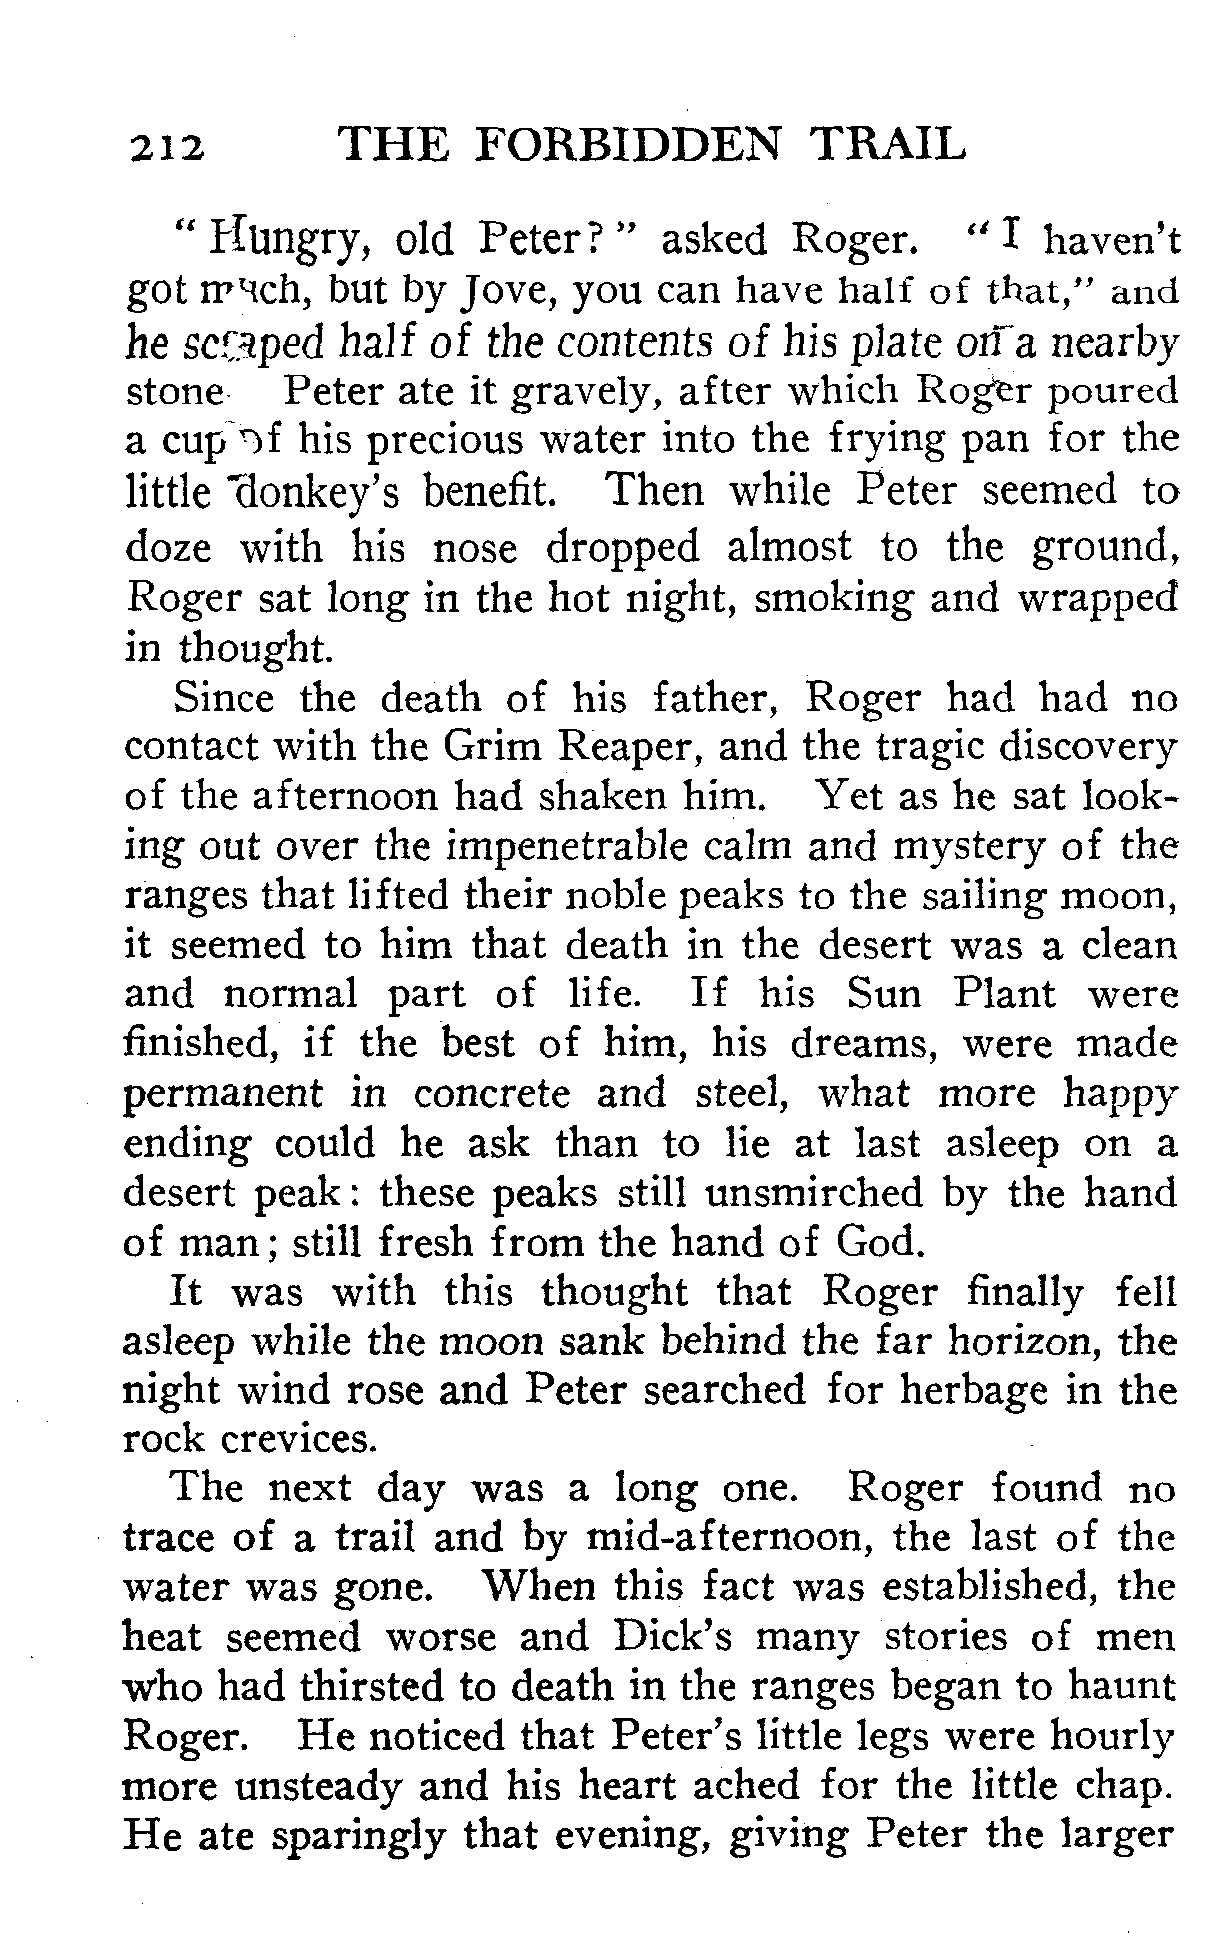 212 THE FORBIDDEN TRAIL
" Hungry, old Peter? " asked Roger. " I haven't
got much, but by Jove, you can have half of that," and
he scraped half of the contents of his plate on a nearby
stone. Peter ate it gravely, after which Roger poured
a cup of his precious water into the frying pan for the
little donkey's benefit. Then while Peter seemed to
doze with his nose dropped almost to the ground,
Roger sat long in the hot night, smoking and wrapped
in thought.
Since the death of his father, Roger had had no
contact with the Grim Reaper, and the tragic discovery
of the afternoon had shaken him. Yet as he sat look-
ing out over the impenetrable calm and mystery of the
ranges that lifted their noble peaks to the sailing moon,
it seemed to him that death in the desert was a clean
and normal part of life. If his Sun Plant were
finished, if the best of him, his dreams, were made
permanent in concrete and steel, what more happy
ending could he ask than to lie at last asleep on a
desert peak: these peaks still unsmirched by the hand
of man; still fresh from the hand of God.
It was with this thought that Roger finally fell
asleep while the moon sank behind the far horizon, the
night wind rose and Peter searched for herbage in the
rock crevices.
The next day was a long one. Roger found no
trace of a trail and by mid-afternoon, the last of the
water was gone. When this fact was established, the
heat seemed worse and Dick's many stories of men
who had thirsted to death in the ranges began to haunt
Roger. He noticed that Peter's little legs were hourly
more unsteady and his heart ached for the little chap.
He ate sparingly that evening, giving Peter the larger